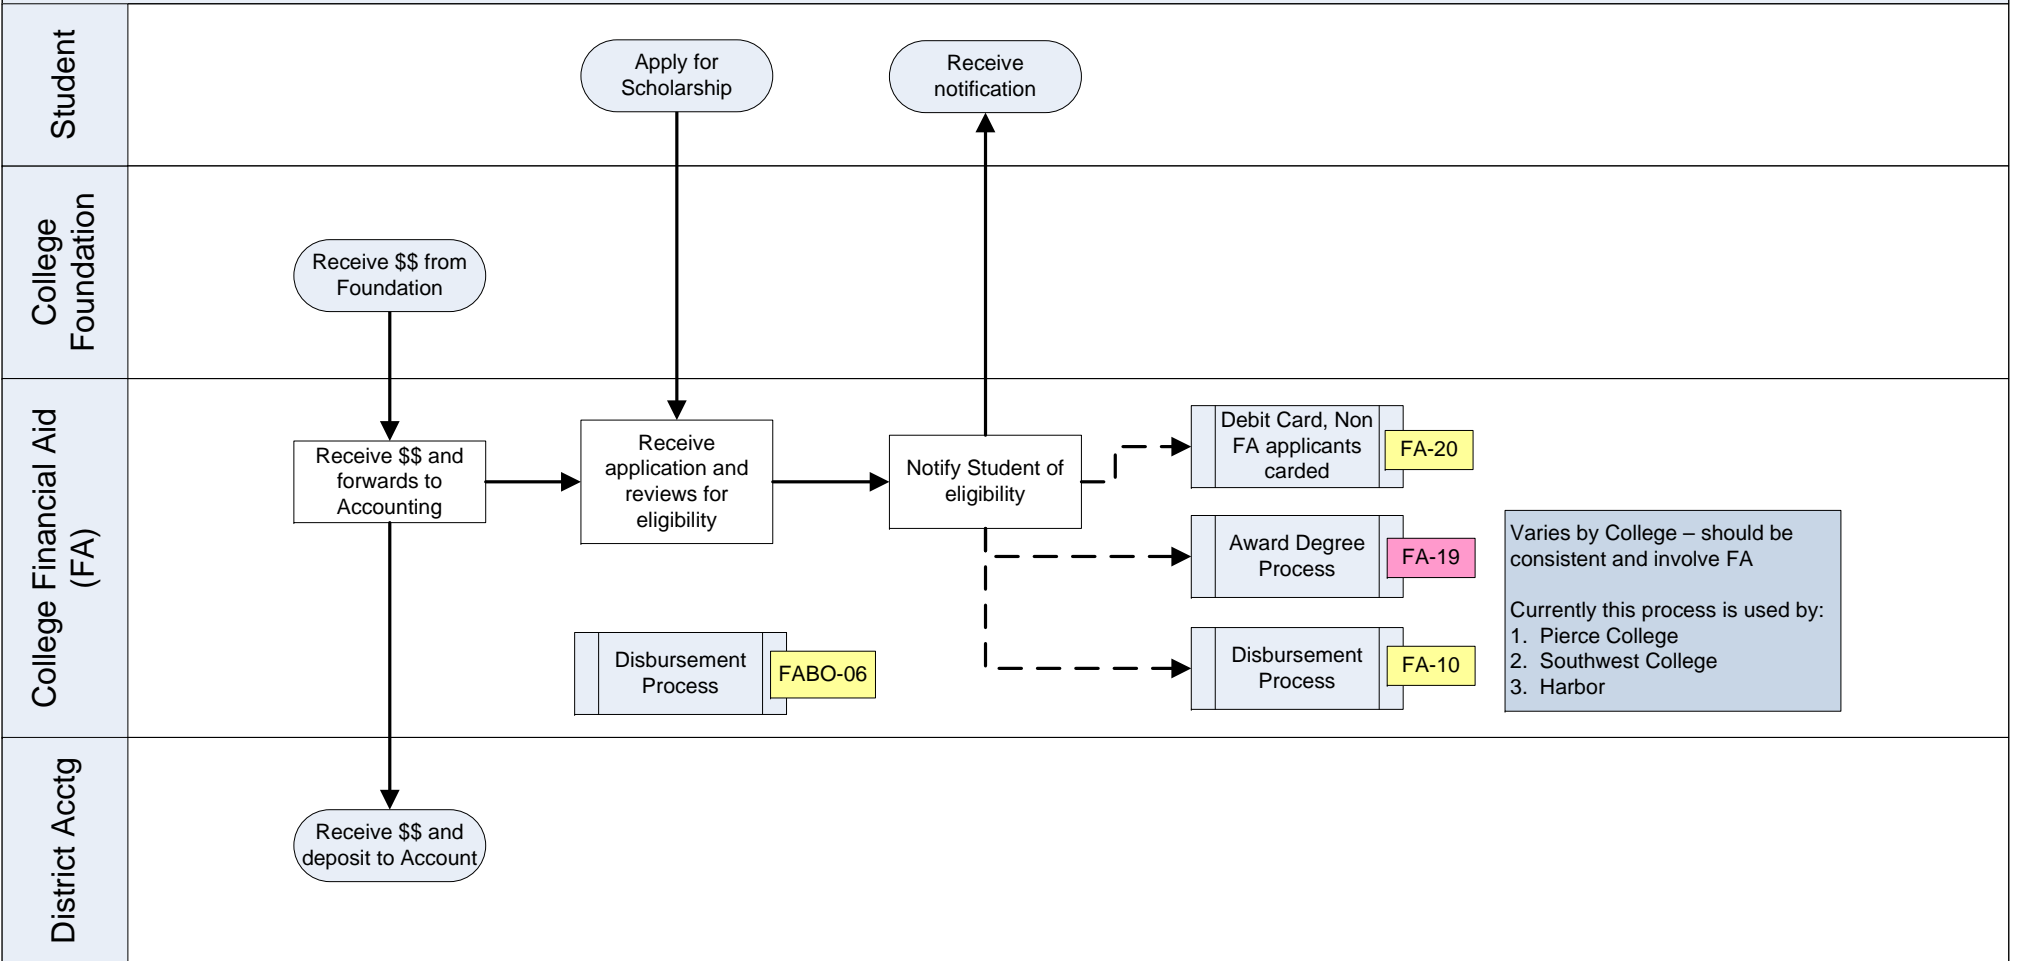 Student
Apply for
Scholarship
Receive
notification
College
Foundation
Receive $$ from
Foundation
College Financial Aid
(FA)
Receive $$ and
forwards to
Accounting
Receive
application and
reviews for
eligibility
Notify Student of
eligibility
Debit Card, Non
FA applicants
carded
FA-20
Award Degree
Process
FA-19
Disbursement
Process
FA-10
Disbursement
Process
FABO-06
Varies by College – should be
consistent and involve FA
Currently this process is used by:
1. Pierce College
2. Southwest College
3. Harbor
District Acctg
Receive $$ and
deposit to Account